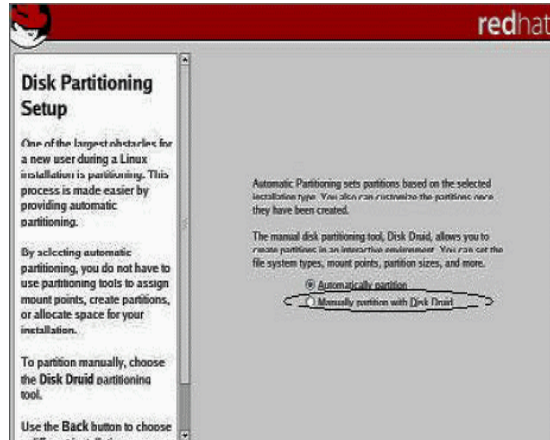 redhat
Disk Partitioning
Setup
One of the largest obstacles for
a new user during a Linux
installation is partitioning. This
process is made easier by
providing automatic
partitioning.
By selecting automatic
partitioning, you do not have to
use partitioning tools to assign
mount points, create partitions,
or allocate space for your
installation.
To partition manually, choose
the Disk Druid partitioning
tool.
Use the Back button to choose
Automatic Partitioning sets partitions based on the selected
installation type. You also can customize the partitions once
they have been created.
The manual disk partitioning tool, Disk Druid, allows you to
create partitions in an interactive environment. You can set the
file system types, mount points, partition sizes, and more.
Automatically partition
Manually partition with Disk Druid